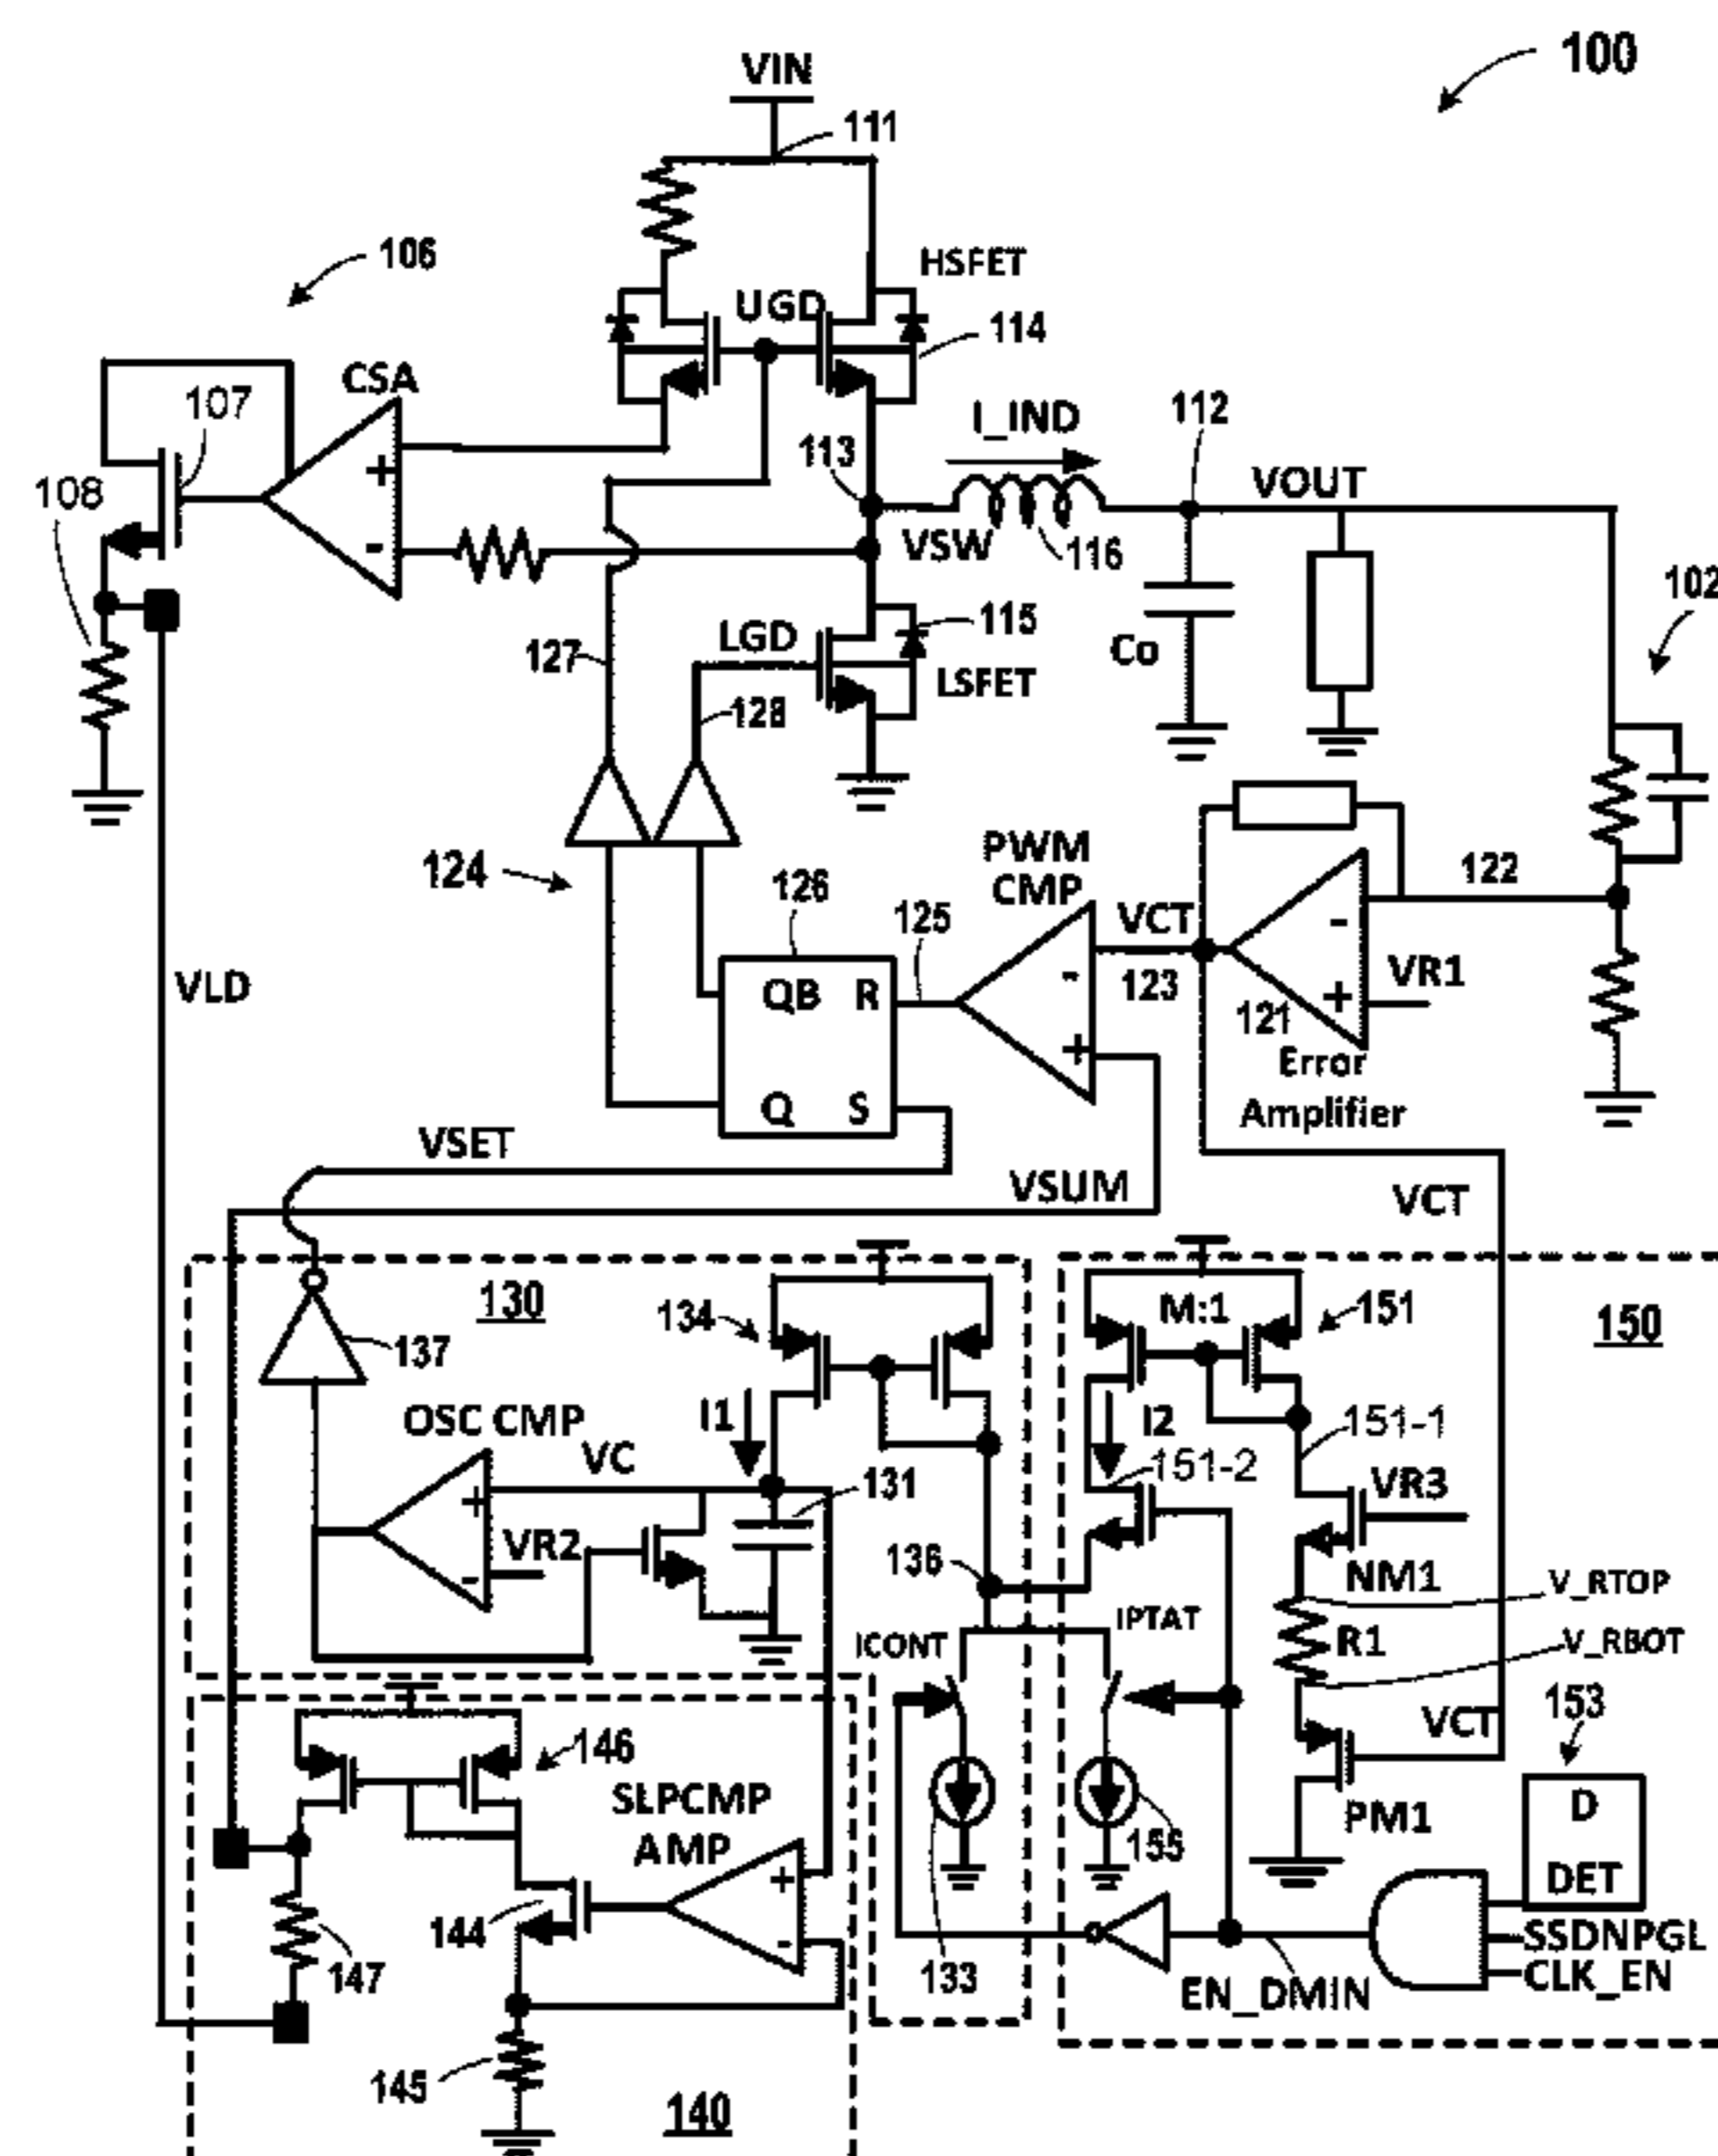 100
VIN
111
106
HSFET
UGD
114
CSA
107
I_IND
112
113
VOUT
108
+
-
VSW
116
102
115
LGD
Co
127
LSFET
128
PWM
CMP
122
124
126
125
VCT
-
VR1
VLD
QB R
-
123
+
121
+
Error
Q S
Amplifier
VSET
VSUM
VCT
130
134
M:1
151
150
137
I1
OSC CMP
I2
151-1
VC
151-2
131
VR3
+
VR2
136
-
NM1
V_RTOP
IPTAT
ICONT
R1
V_RBOT
153
VCT
146
SLPCMP
AMP
D
155
PM1
DET
+
144
-
SSDNPGL
147
133
CLK_EN
EN_DMIN
145
140